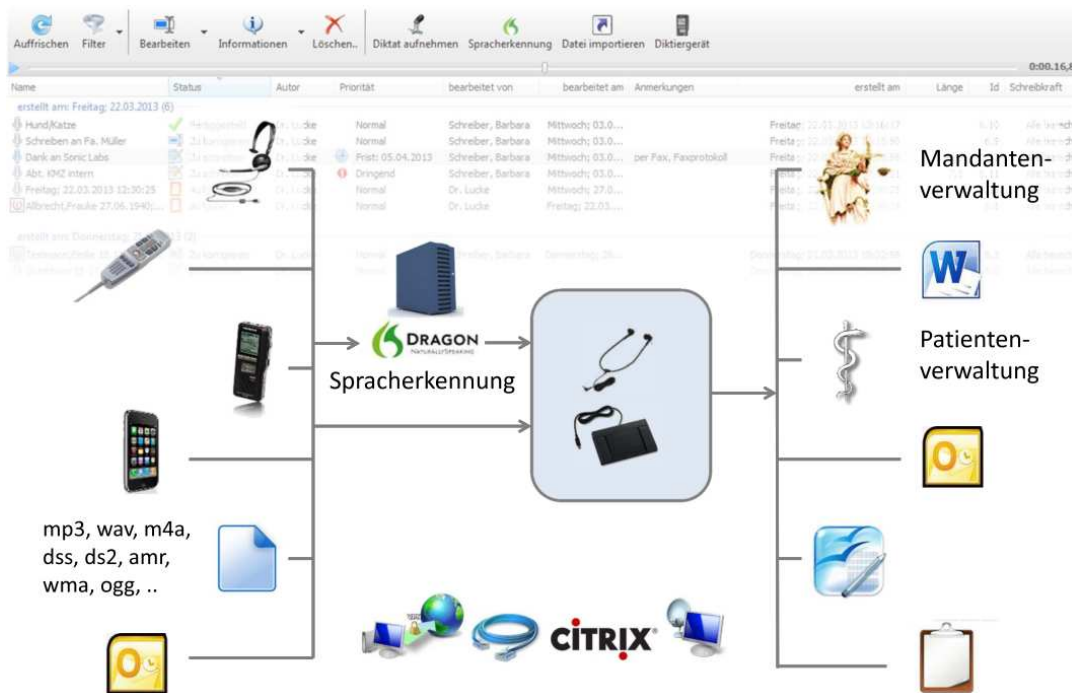 Auffrischen Filter Bearbeiten Informationen Löschen.. Diktat aufnehmen Spracherkennung Datei importieren Diktiergerät
0:00.16,8
Name Status Autor Priorität bearbeitet von bearbeitet am Anmerkungen erstellt am Länge Id Schreibkraft
erstellt am: Freitag; 22.03.2013 (6)
Hund/Katze Normal Schreiber, Barbara Mittwoch; 03.0...
Schreiben an Fa. Müller Normal Schreiber, Barbara Mittwoch; 03.0...
Dank an Sonic Labs Frist: 05.04.2013 Schreiber, Barbara Mittwoch; 03.0... per Fax, Faxprotokoll
Abt. KMZ intern Dringend Schreiber, Barbara Mittwoch; 03.0...
Freitag; 22.03.2013 12:30:25 Normal Dr. Lucke Mittwoch; 27.0...
Albrecht,Frauke 27.06.1940;... Normal Dr. Lucke Freitag; 22.03....
Mandanten-
verwaltung
W
DRAGON
NATURALLYSPEAKING
Spracherkennung
Patienten-
verwaltung
O
mp3, wav, m4a,
dss, ds2, amr,
wma, ogg, ..
CİTRIX®
O